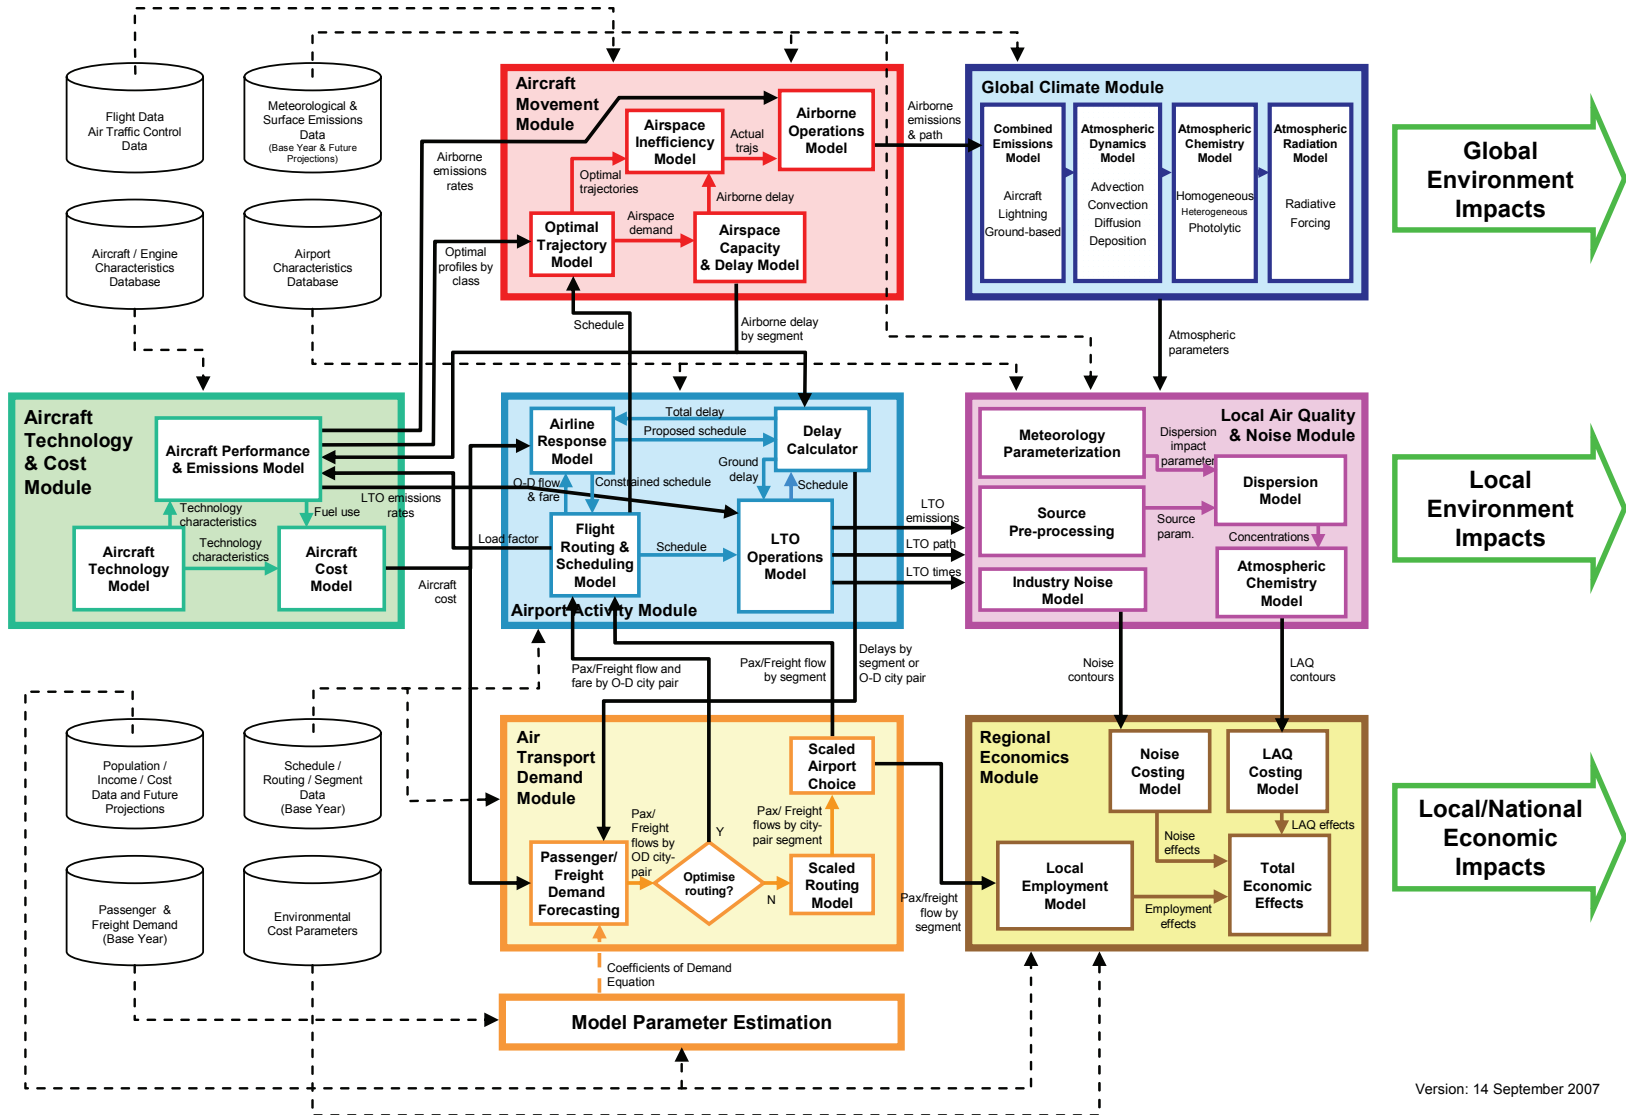 Flight Data
Air Traffic Control
Data
Meteorological &
Surface Emissions
Data
(Base Year & Future
Projections)
Aircraft / Engine
Characteristics
Database
Airport
Characteristics
Database
Aircraft
Movement
Module
Airspace
Inefficiency
Model
Actual
trajs
Airborne
Operations
Model
Optimal
trajectories
Airborne delay
Optimal
Trajectory
Model
Airspace
demand
Airspace
Capacity
& Delay Model
Airborne
emissions
rates
Optimal
profiles by
class
Airborne
emissions
& path
Global Climate Module
Combined
Emissions
Model
Aircraft
Lightning
Ground-based
Atmospheric
Dynamics
Model
Advection
Convection
Diffusion
Deposition
Atmospheric
Chemistry
Model
Homogeneous
Heterogeneous
Photolytic
Atmospheric
Radiation
Model
Radiative
Forcing
Global
Environment
Impacts
Schedule
Airborne delay
by segment
Atmospheric
parameters
Aircraft
Technology
& Cost
Module
Aircraft Performance
& Emissions Model
Technology
characteristics
Fuel use
LTO emissions
rates
Aircraft
Technology
Model
Technology
characteristics
Aircraft
Cost
Model
Aircraft
cost
Load factor
Airline
Response
Model
Total delay
Proposed schedule
Delay
Calculator
O-D flow
& fare
Constrained schedule
Ground
delay
Schedule
Flight
Routing &
Scheduling
Model
Schedule
LTO
Operations
Model
Airport Activity Module
LTO
emissions
LTO path
LTO times
Local Air Quality
& Noise Module
Meteorology
Parameterization
Dispersion
impact
parameter
Dispersion
Model
Source
Pre-processing
Source
param.
Concentrations
Industry Noise
Model
Atmospheric
Chemistry
Model
Local
Environment
Impacts
Pax/Freight flow and
fare by O-D city pair
Pax/Freight flow
by segment
Delays by
segment or
O-D city pair
Noise
contours
LAQ
contours
Population /
Income / Cost
Data and Future
Projections
Schedule /
Routing / Segment
Data
(Base Year)
Passenger &
Freight Demand
(Base Year)
Environmental
Cost Parameters
Air
Transport
Demand
Module
Scaled
Airport
Choice
Pax/
Freight
flows by
OD city-
pair
Y
Pax/ Freight
flows by city-
pair segment
Passenger/
Freight
Demand
Forecasting
Optimise
routing?
N
Scaled
Routing
Model
Pax/freight
flow by
segment
Regional
Economics
Module
Noise
Costing
Model
LAQ
Costing
Model
Noise
effects
LAQ effects
Local
Employment
Model
Employment
effects
Total
Economic
Effects
Local/National
Economic
Impacts
Coefficients of Demand
Equation
Model Parameter Estimation
Version: 14 September 2007